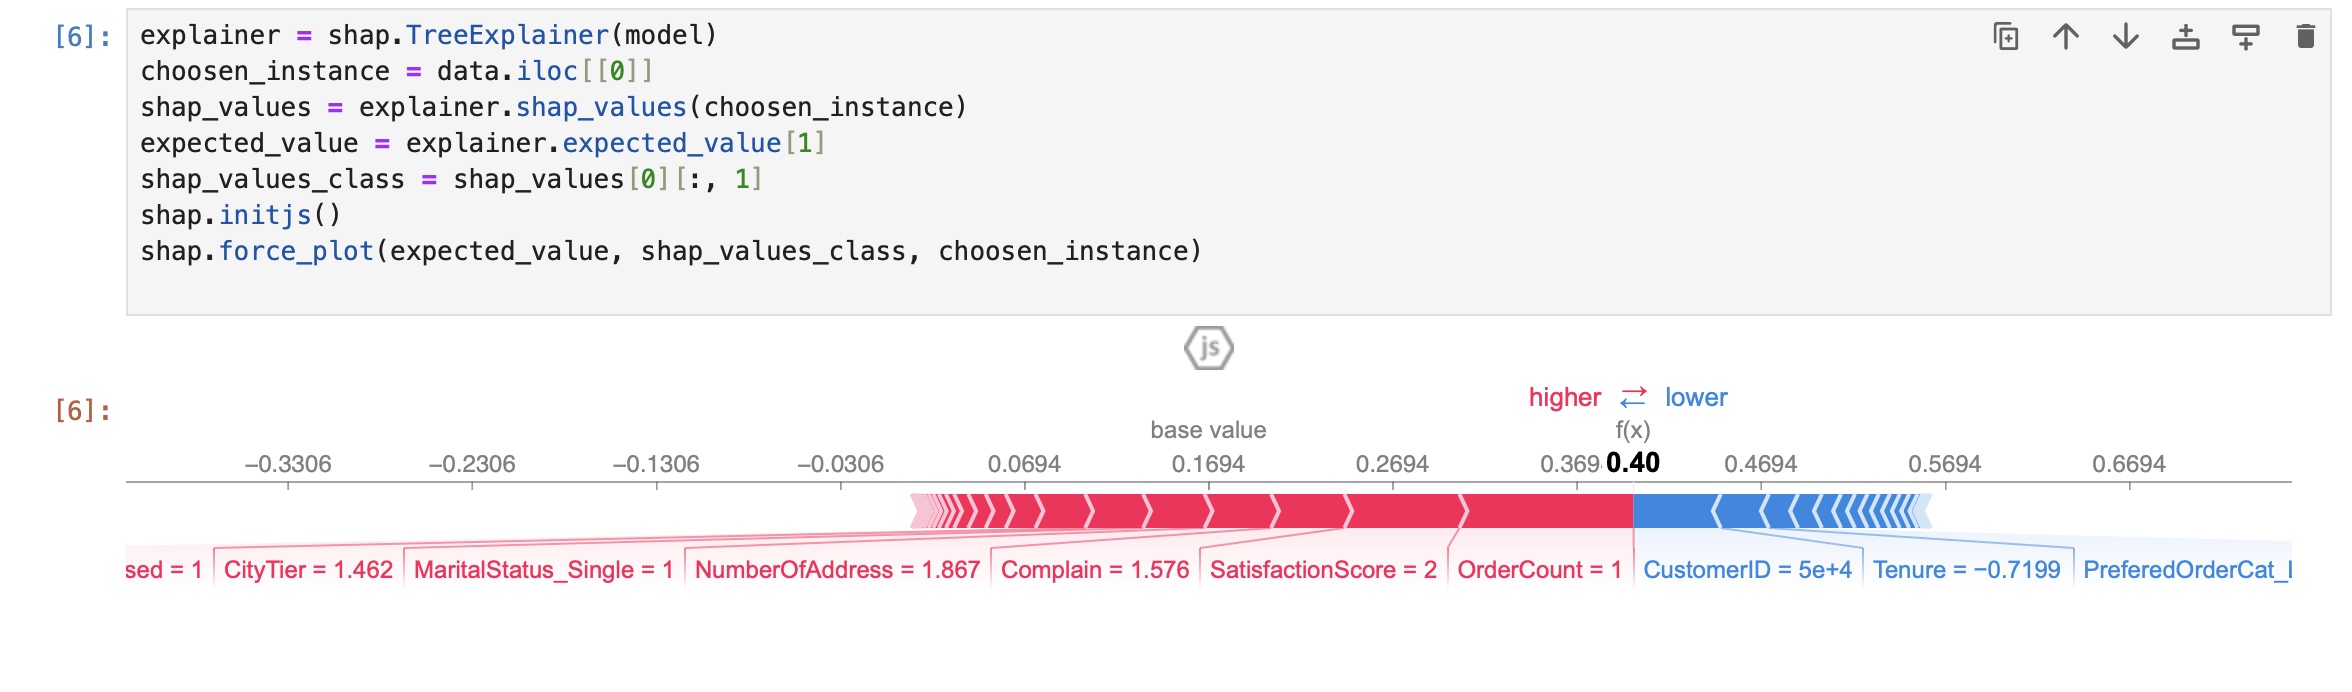 [6]:
explainer = shap.TreeExplainer(model)
choosen_instance = data.iloc[[0]]
shap_values = explainer.shap_values(choosen_instance)
expected_value = explainer.expected_value[1]
shap_values_class = shap_values[0][:, 1]
shap.initjs()
shap.force_plot(expected_value, shap_values_class, choosen_instance)
js
[6]:
higher lower
base value f(x)
−0.3306 −0.2306 −0.1306 −0.0306 0.0694 0.1694 0.2694 0.369 0.40 0.4694 0.5694 0.6694
sed = 1 CityTier = 1.462 MaritalStatus_Single = 1 NumberOfAddress = 1.867 Complain = 1.576 SatisfactionScore = 2 OrderCount = 1 CustomerID = 5e+4 Tenure = −0.7199 PreferedOrderCat_